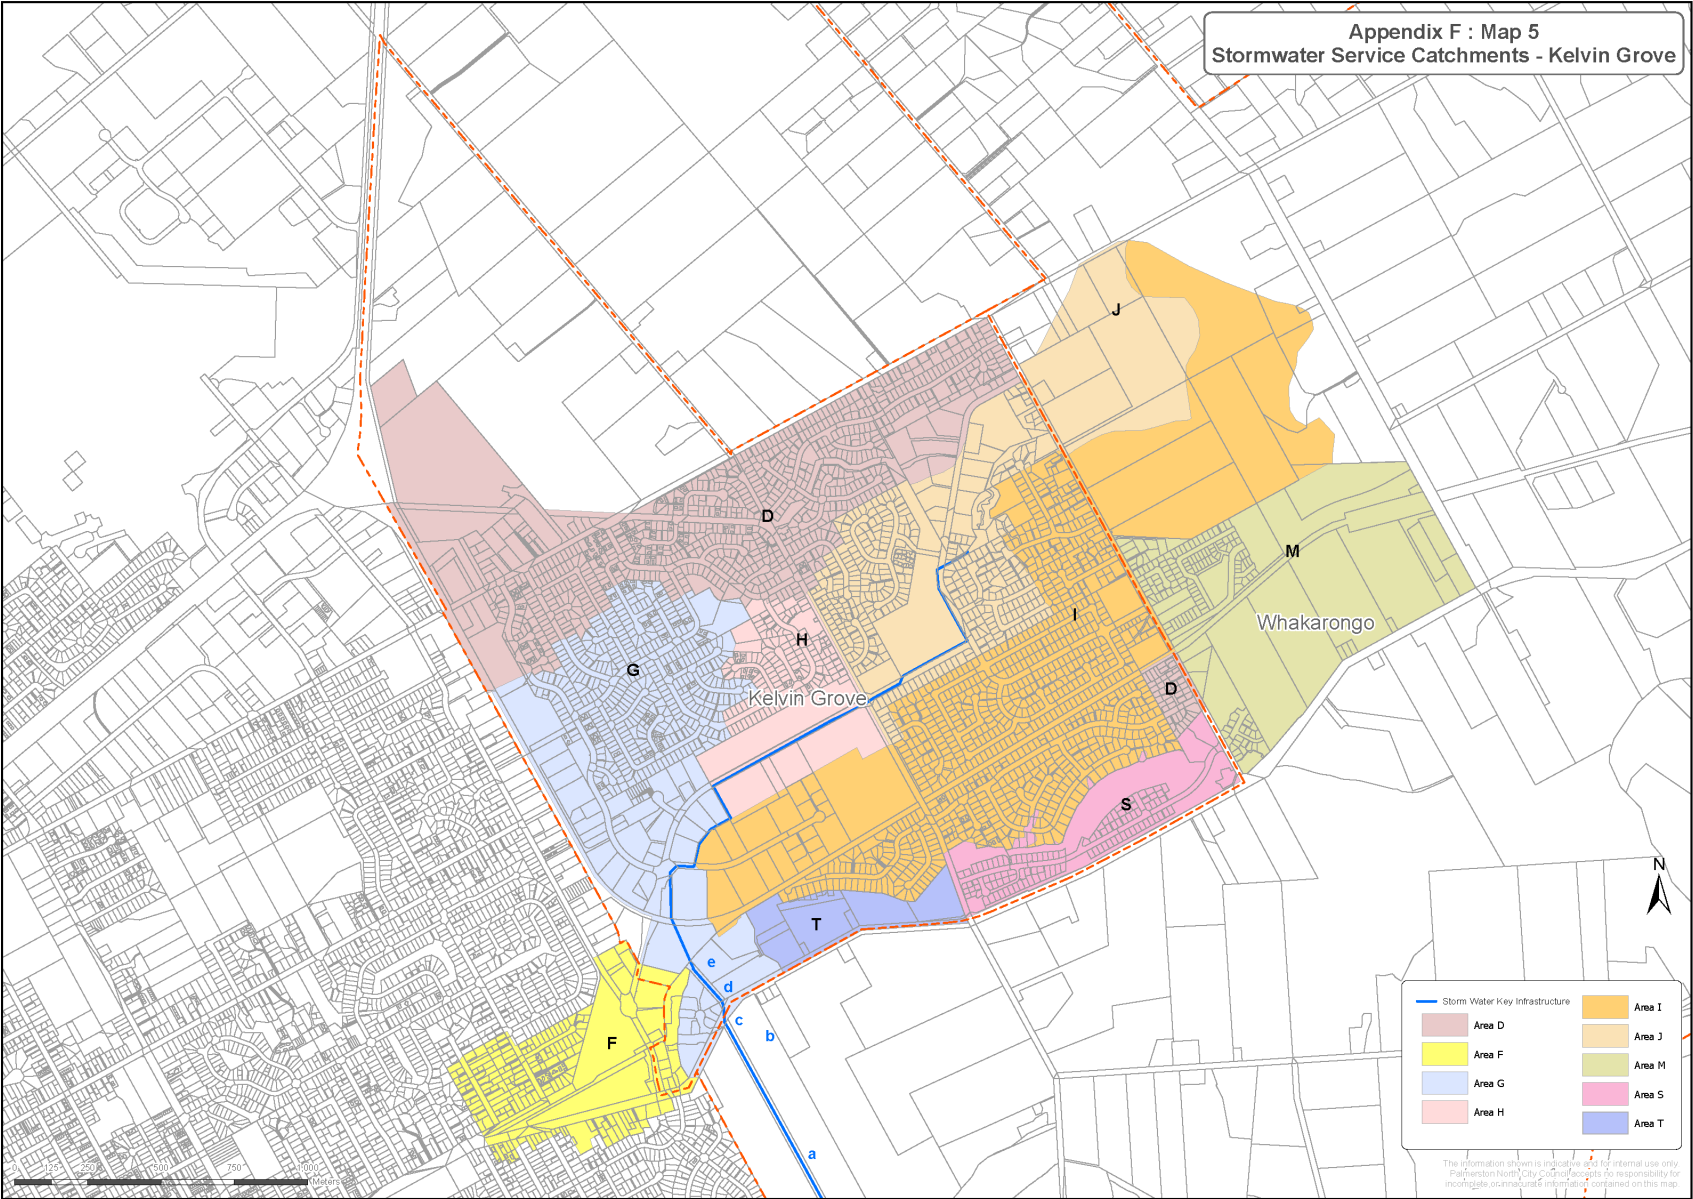 Appendix F : Map 5
Stormwater Service Catchments - Kelvin Grove
J
D
M
Whakarongo
I
H
G
D
Kelvin Grove
S
N
T
e
d
c
b
F
a
Storm Water Key Infrastructure
Area D
Area F
Area G
Area H
Area I
Area J
Area M
Area S
Area T
0 125 250 500 750 1,000
Meters
The information shown is indicative and for internal use only.
Palmerston North City Council accepts no responsibility for
incomplete or innacurate information contained on this map.